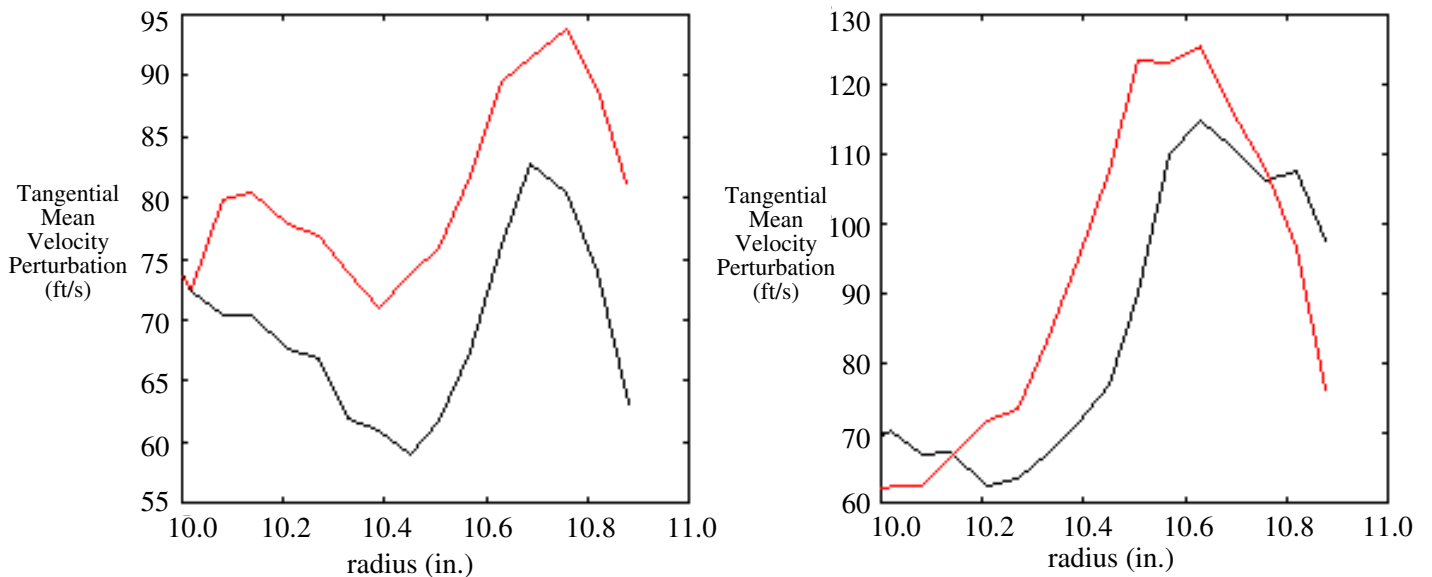 95
90
85
80
75
70
65
60
55
Tangential
Mean
Velocity
Perturbation
(ft/s)
10.0 10.2 10.4 10.6 10.8 11.0
radius (in.)
130
120
110
100
90
80
70
60
Tangential
Mean
Velocity
Perturbation
(ft/s)
10.0 10.2 10.4 10.6 10.8 11.0
radius (in.)